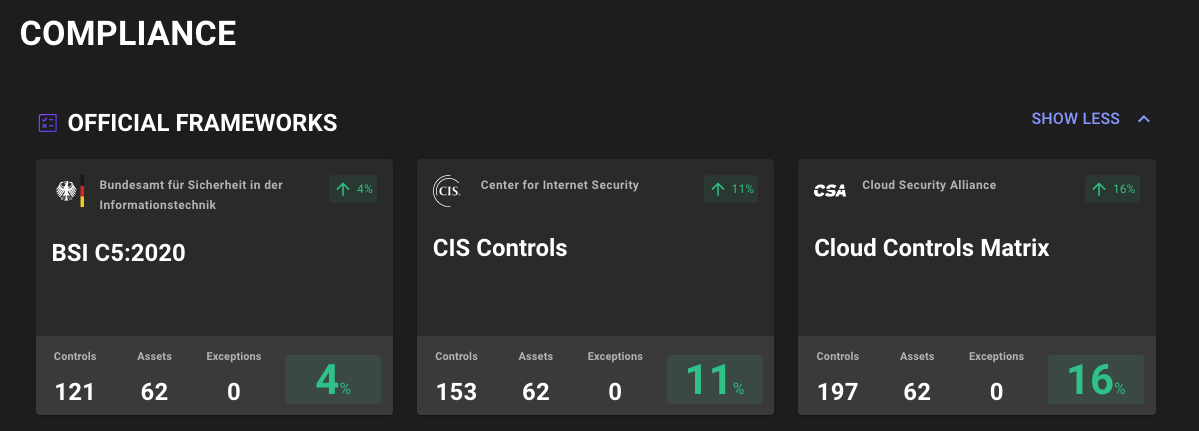 COMPLIANCE
OFFICIAL FRAMEWORKS
SHOW LESS
Bundesamt für Sicherheit in der
Informationstechnik
4%
BSI C5:2020
Controls Assets Exceptions
121 62 0 4%
CIS.
Center for Internet Security
11%
CIS Controls
Controls Assets Exceptions
153 62 0 11%
CSA
Cloud Security Alliance
16%
Cloud Controls Matrix
Controls Assets Exceptions
197 62 0 16%